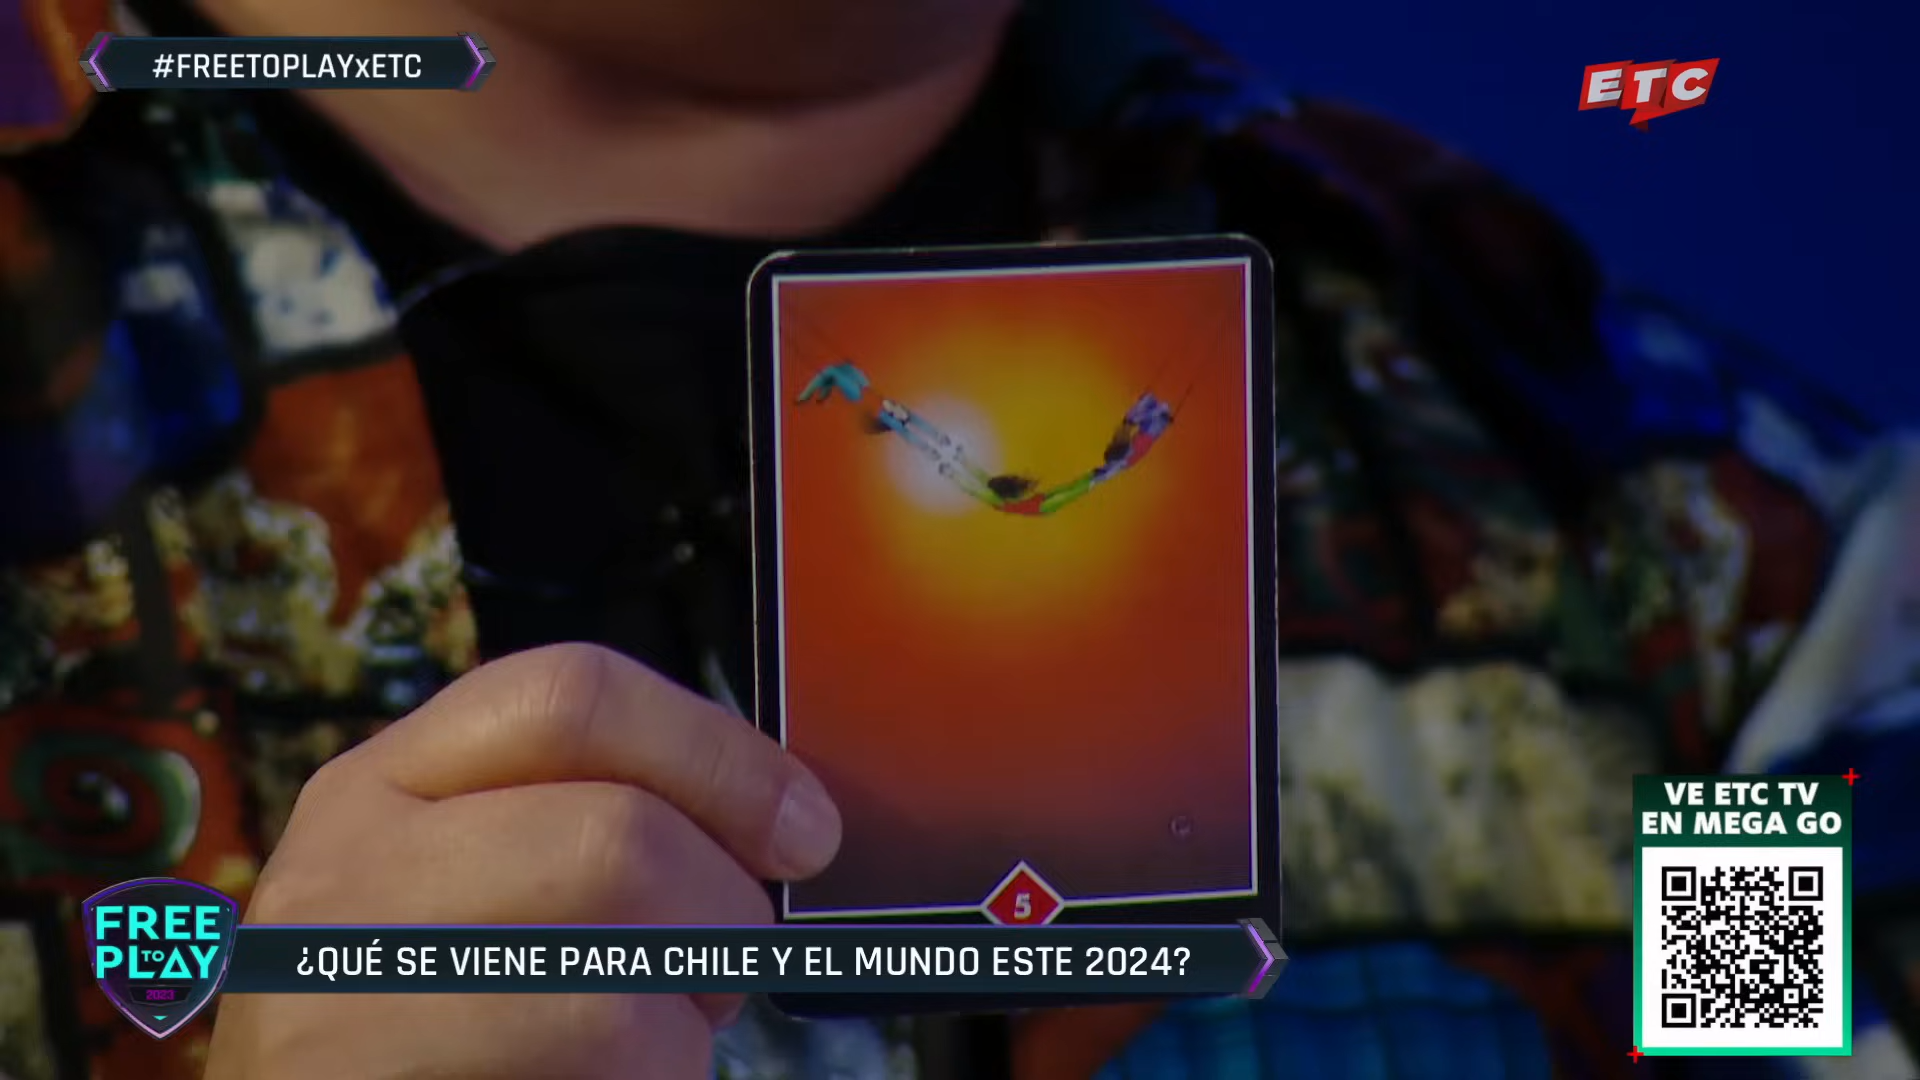 #FREETOPLAYxETC
ETC
5
VE ETC TV
EN MEGA GO
FREE
TO
PLAY
2023
¿QUÉ SE VIENE PARA CHILE Y EL MUNDO ESTE 2024?